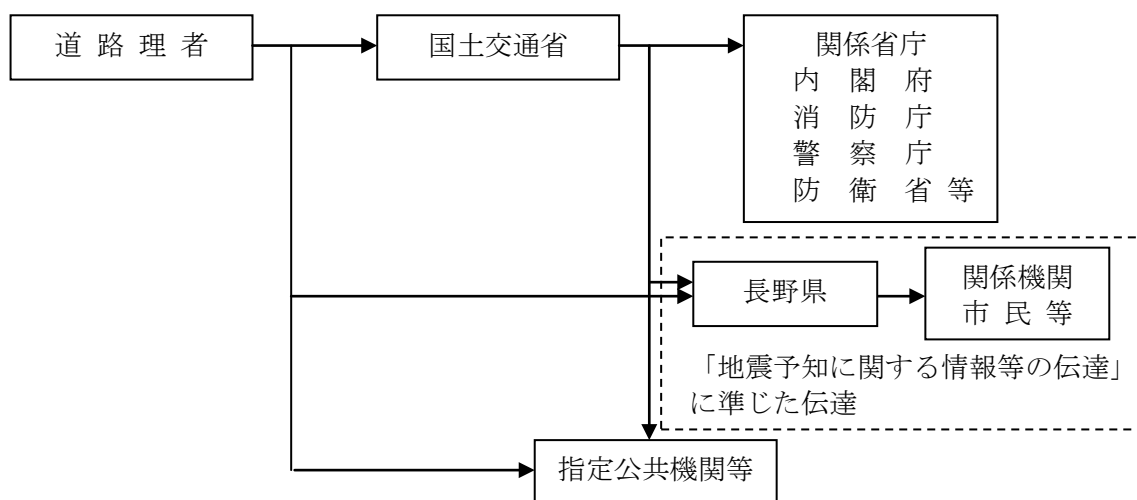 道 路 理 者
国土交通省
関係省庁
内 閣 府
消 防 庁
警 察 庁
防 衛 省 等
長野県
関係機関
市 民 等
「地震予知に関する情報等の伝達」
に準じた伝達
指定公共機関等